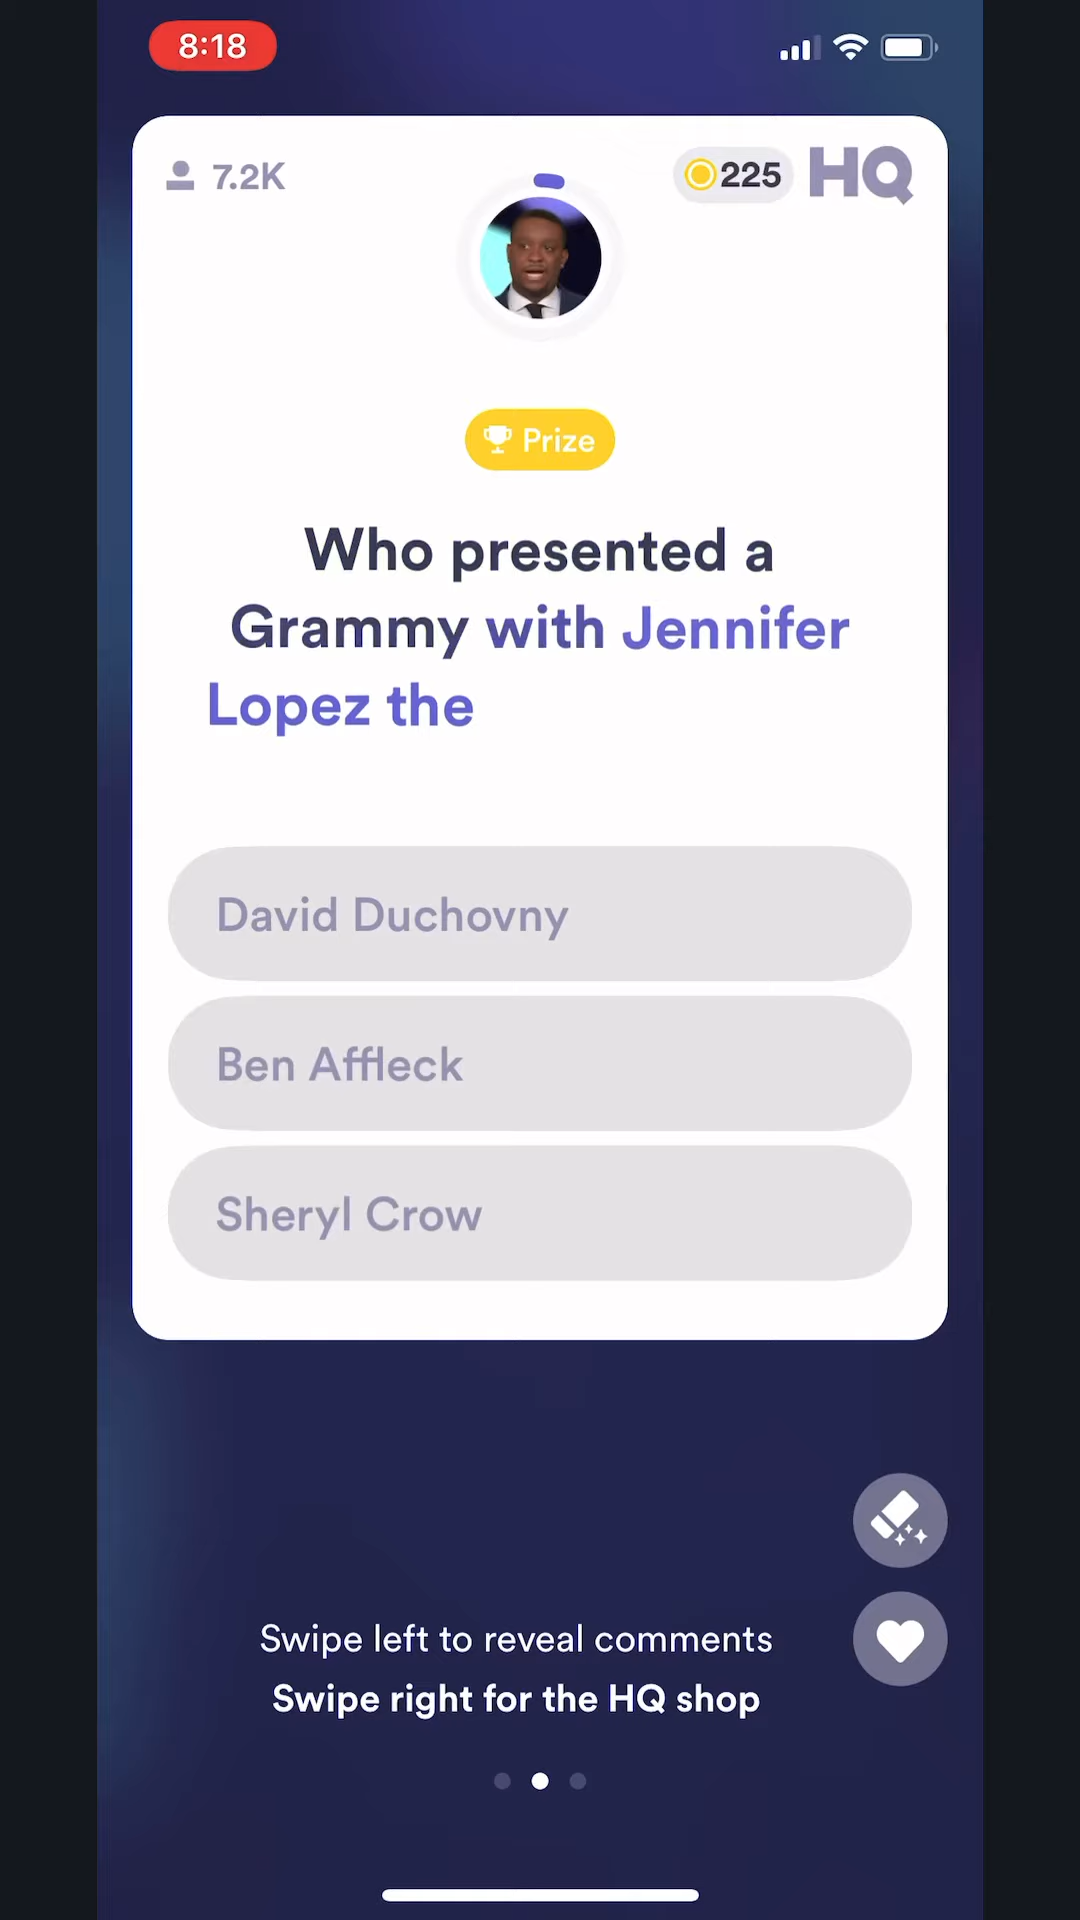 8:18
7.2K
225 HQ
Prize
Who presented a
Grammy with Jennifer
Lopez the
David Duchovny
Ben Affleck
Sheryl Crow
Swipe left to reveal comments
Swipe right for the HQ shop